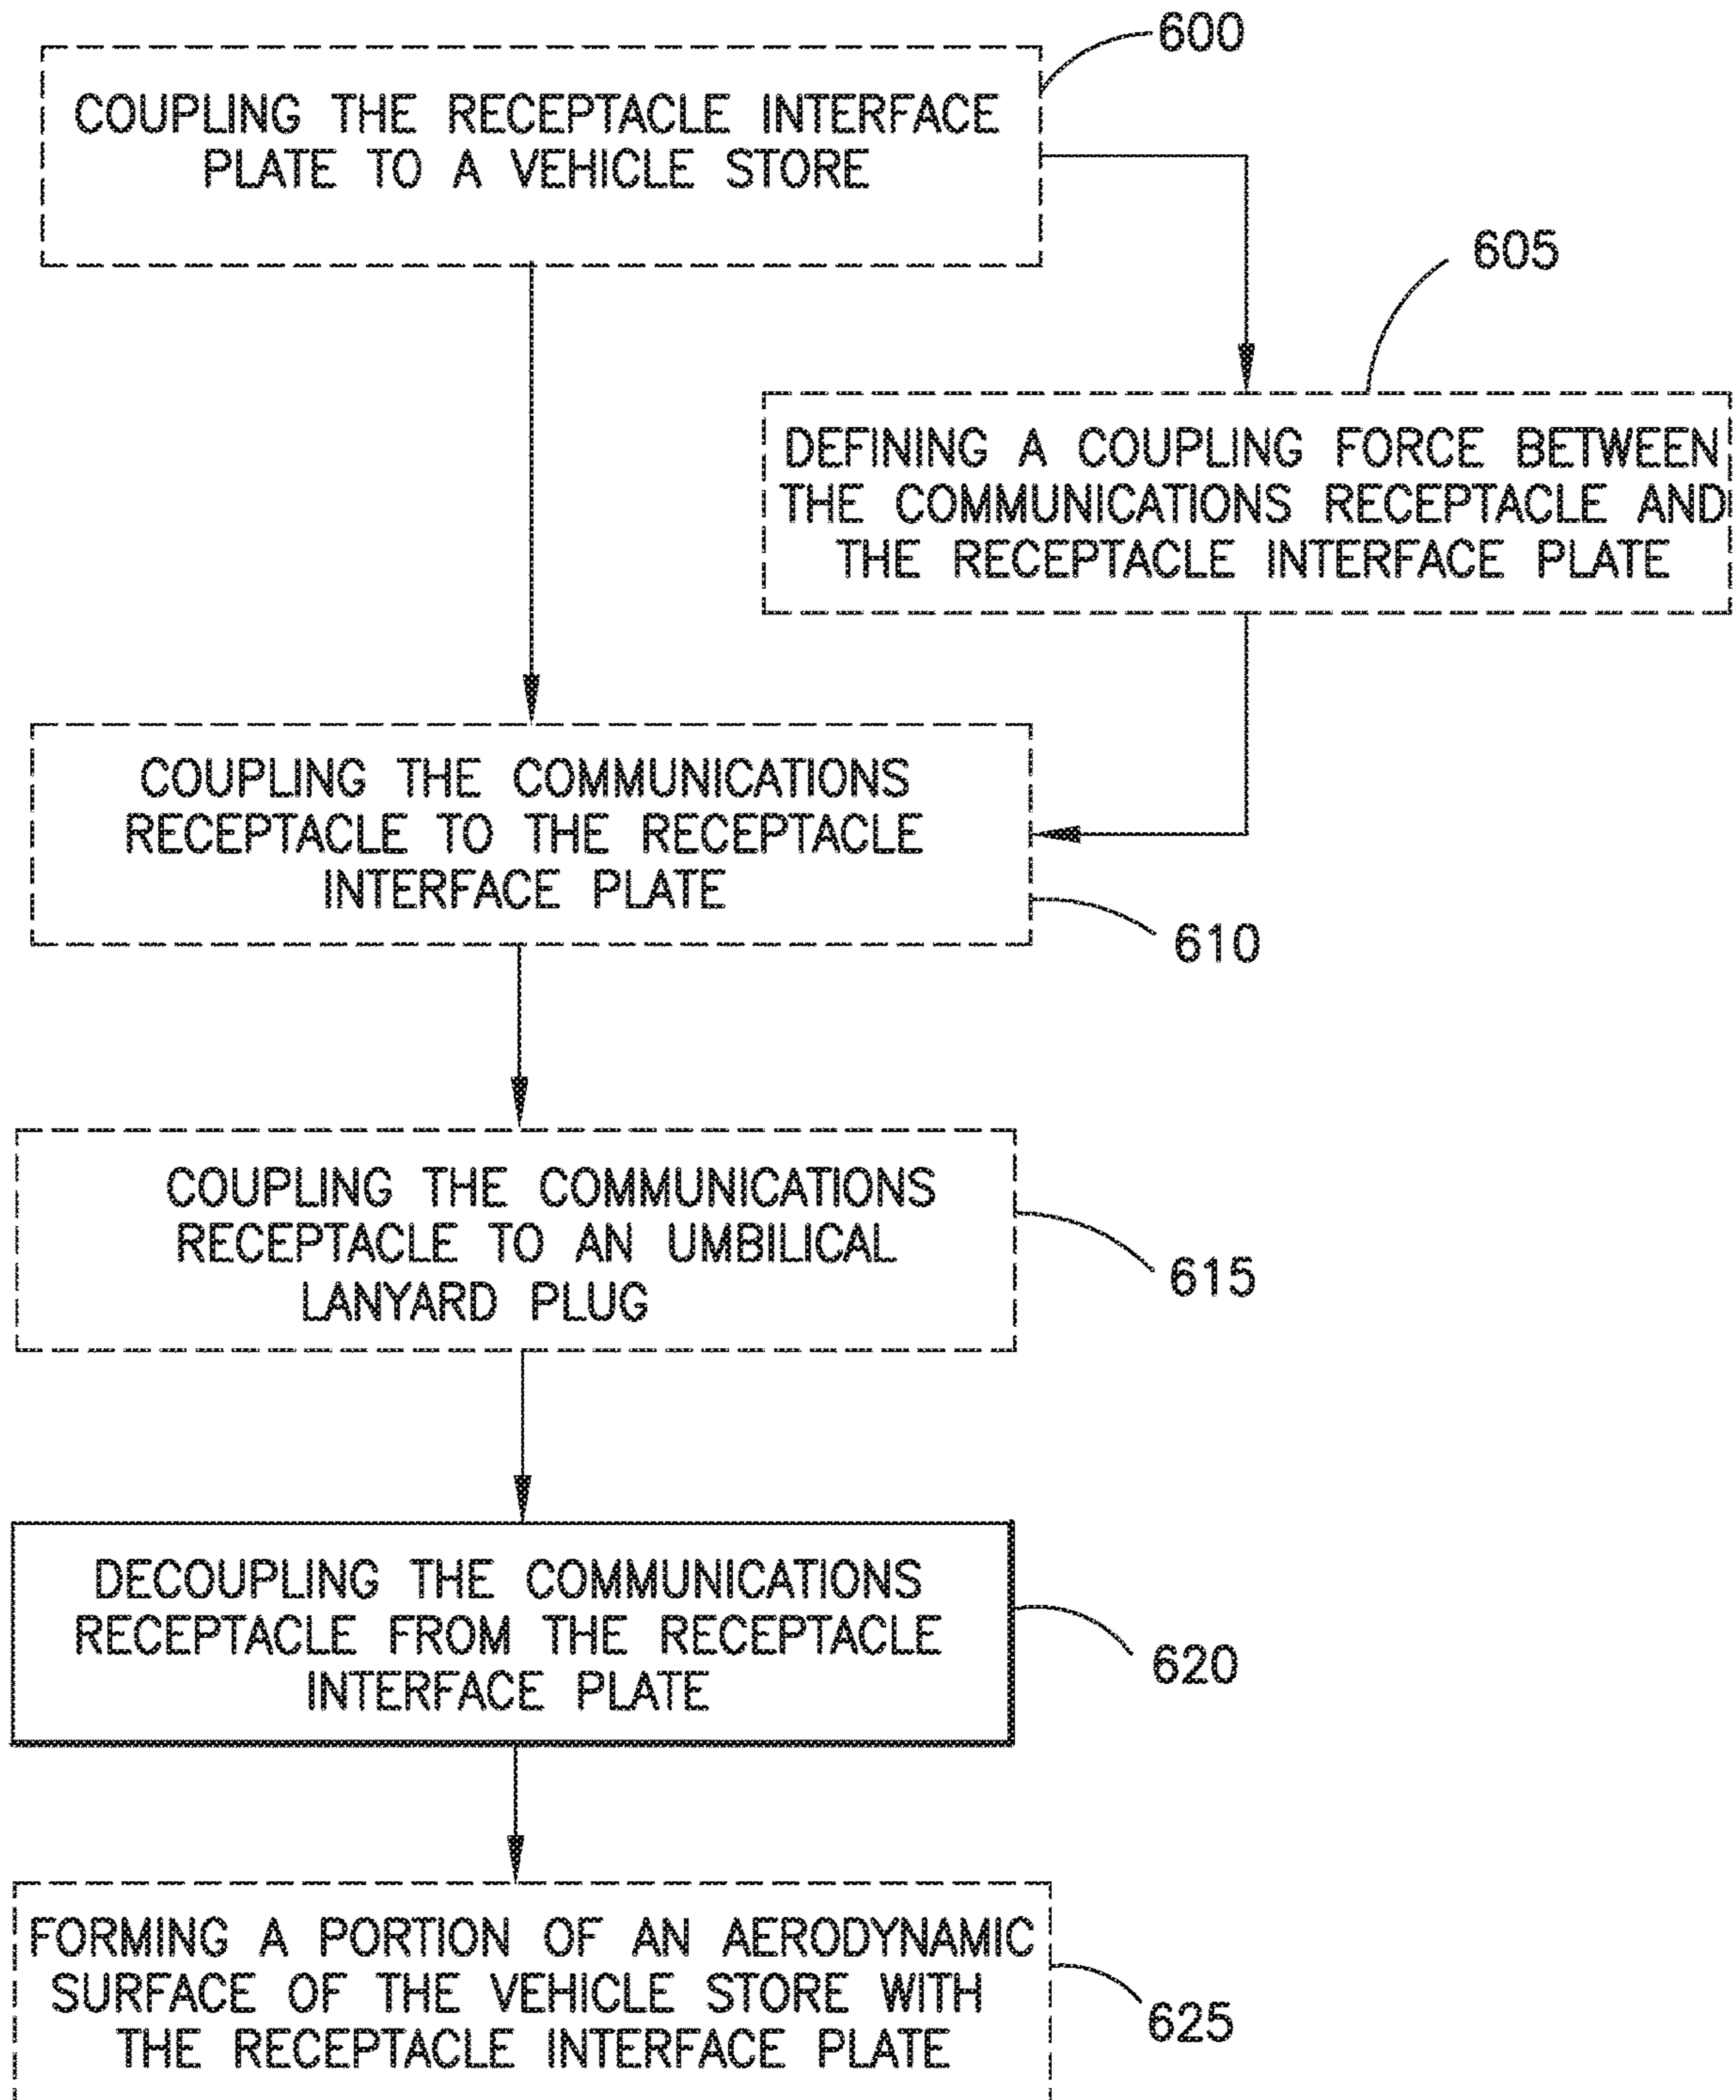 600
COUPLING THE RECEPTACLE INTERFACE
PLATE TO A VEHICLE STORE
605
DEFINING A COUPLING FORCE BETWEEN
THE COMMUNICATIONS RECEPTACLE AND
THE RECEPTACLE INTERFACE PLATE
COUPLING THE COMMUNICATIONS
RECEPTACLE TO THE RECEPTACLE
INTERFACE PLATE
610
COUPLING THE COMMUNICATIONS
RECEPTACLE TO AN UMBILICAL
LANYARD PLUG
615
DECOUPLING THE COMMUNICATIONS
RECEPTACLE FROM THE RECEPTACLE
INTERFACE PLATE
620
FORMING A PORTION OF AN AERODYNAMIC
SURFACE OF THE VEHICLE STORE WITH
THE RECEPTACLE INTERFACE PLATE
625